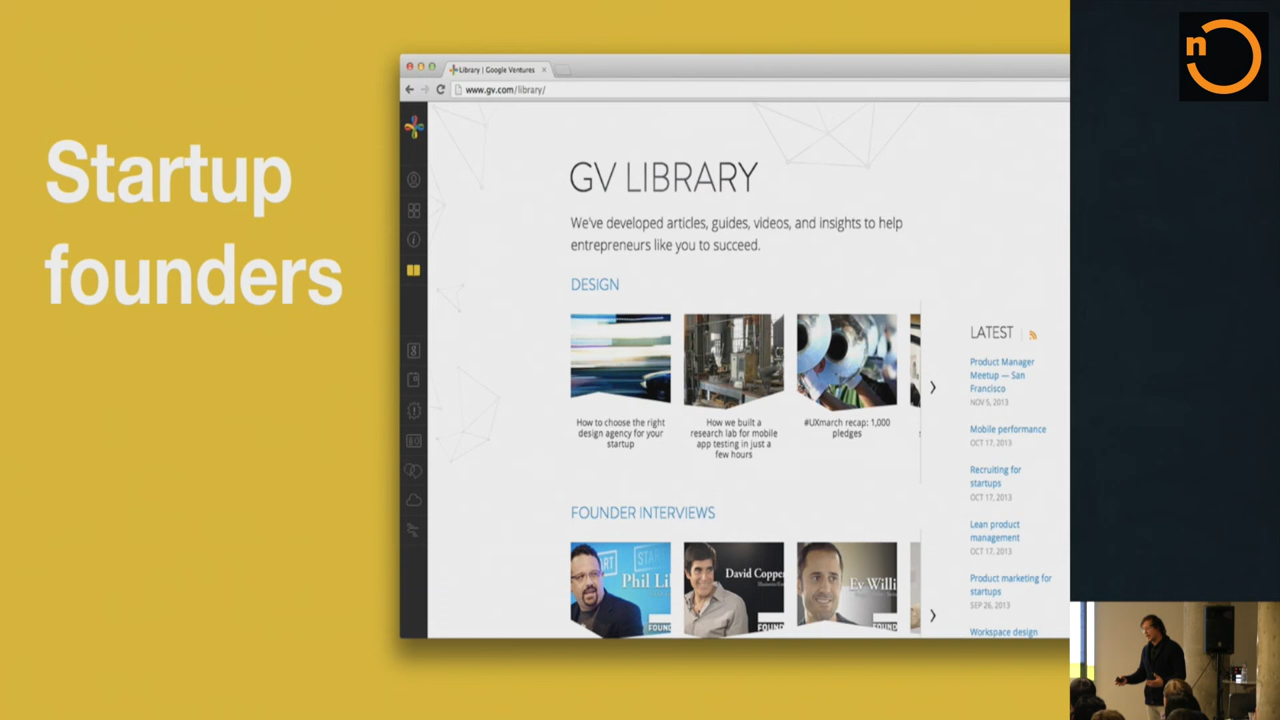 Startup
founders
Library | Google Ventures
www.gv.com/library/
GV LIBRARY
We've developed articles, guides, videos, and insights to help
entrepreneurs like you to succeed.
DESIGN
How to choose the right
design agency for your
startup
How we built a
research lab for mobile
app testing in just a
few hours
#UXmarch recap: 1,000
pledges
FOUNDER INTERVIEWS
START
Phil Li
FOUND
David Coppe
FOUND
Ev Willi
FOUND
LATEST
Product Manager
Meetup — San
Francisco
NOV 5, 2013
Mobile performance
OCT 17, 2013
Recruiting for
startups
OCT 17, 2013
Lean product
management
OCT 17, 2013
Product marketing for
startups
SEP 26, 2013
Workspace design
n